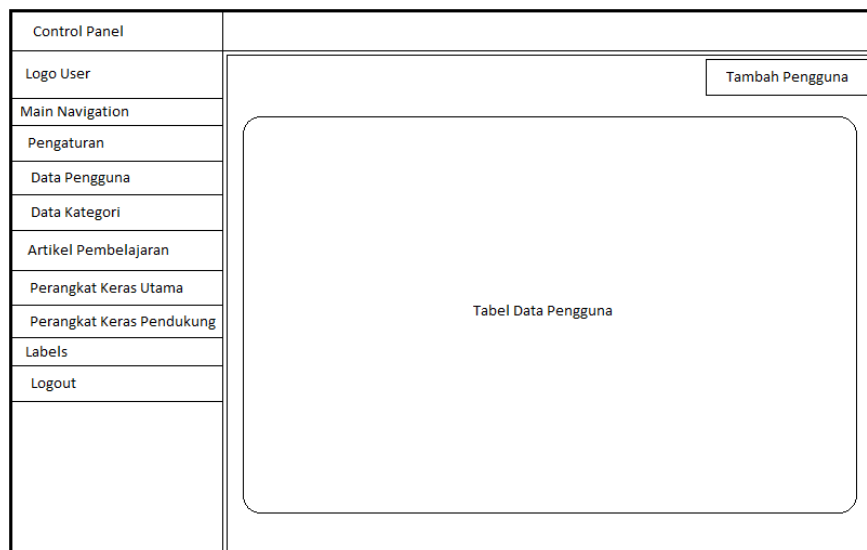 Control Panel
Logo User
Tambah Pengguna
Main Navigation
Pengaturan
Data Pengguna
Data Kategori
Artikel Pembelajaran
Perangkat Keras Utama
Tabel Data Pengguna
Perangkat Keras Pendukung
Labels
Logout